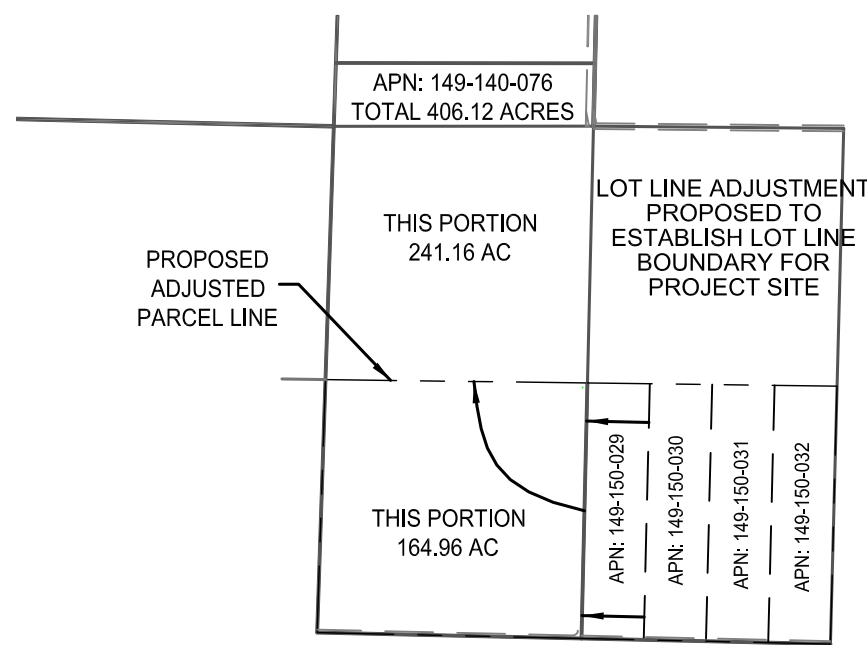 APN: 149-140-076
TOTAL 406.12 ACRES
THIS PORTION
241.16 AC
LOT LINE ADJUSTMENT
PROPOSED TO
ESTABLISH LOT LINE
BOUNDARY FOR
PROJECT SITE
PROPOSED
ADJUSTED
PARCEL LINE
THIS PORTION
164.96 AC
APN: 149-150-029
APN: 149-150-030
APN: 149-150-031
APN: 149-150-032